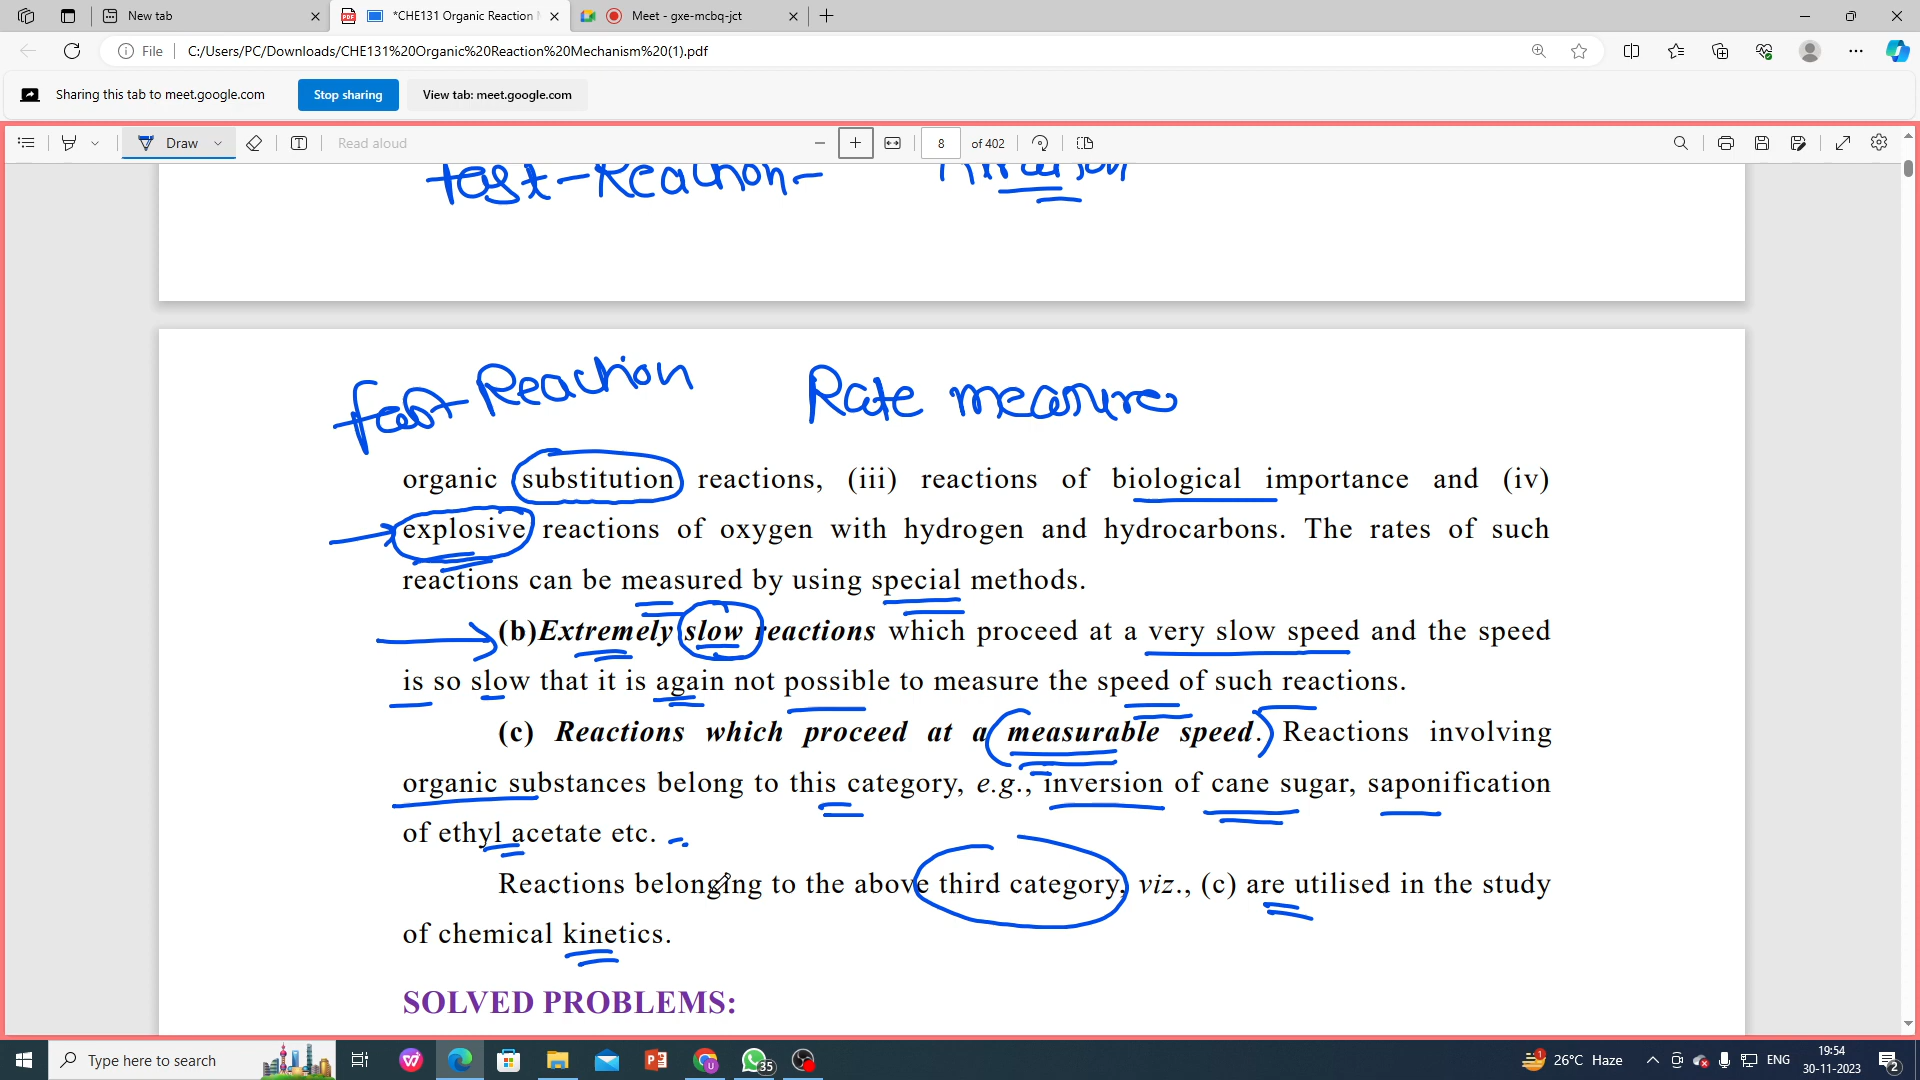 New tab
*CHE131 Organic Reaction
Meet - gxe-mcbq-jct
File
C:/Users/PC/Downloads/CHE131%20Organic%20Reaction%20Mechanism%20(1).pdf
Sharing this tab to meet.google.com
Stop sharing
View tab: meet.google.com
Draw
Read aloud
8
of 402
fast-Reaction-
fast-Reaction Rate measure
organic substitution reactions, (iii) reactions of biological importance and (iv)
explosive reactions of oxygen with hydrogen and hydrocarbons. The rates of such
reactions can be measured by using special methods.
(b)Extremely slow reactions which proceed at a very slow speed and the speed
is so slow that it is again not possible to measure the speed of such reactions.
(c) Reactions which proceed at a measurable speed. Reactions involving
organic substances belong to this category, e.g., inversion of cane sugar, saponification
of ethyl acetate etc.
Reactions belonging to the above third category, viz., (c) are utilised in the study
of chemical kinetics.
SOLVED PROBLEMS:
Type here to search
35
26°C Haze
ENG
19:54
30-11-2023
2